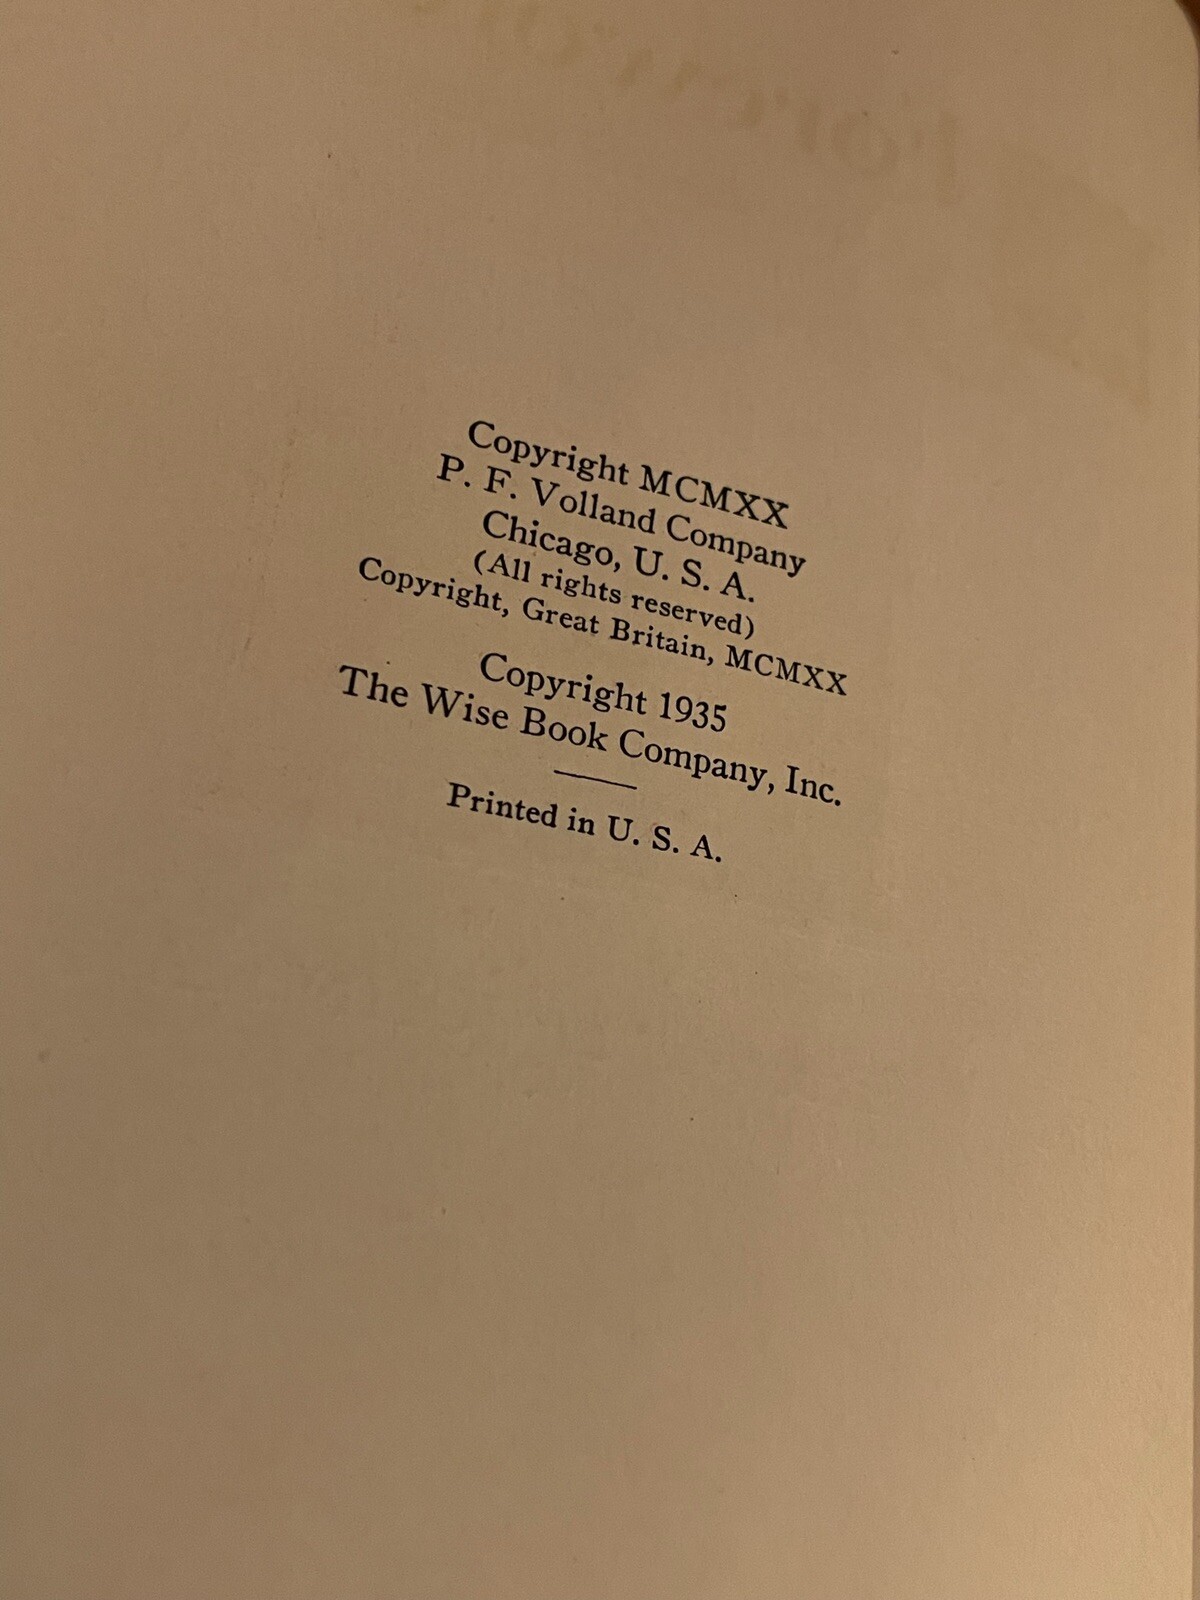 Copyright MCMXX
P. F. Volland Company
Chicago, U. S. A.
(All rights reserved)
Copyright, Great Britain, MCMXX
Copyright 1935
The Wise Book Company, Inc.
Printed in U. S. A.